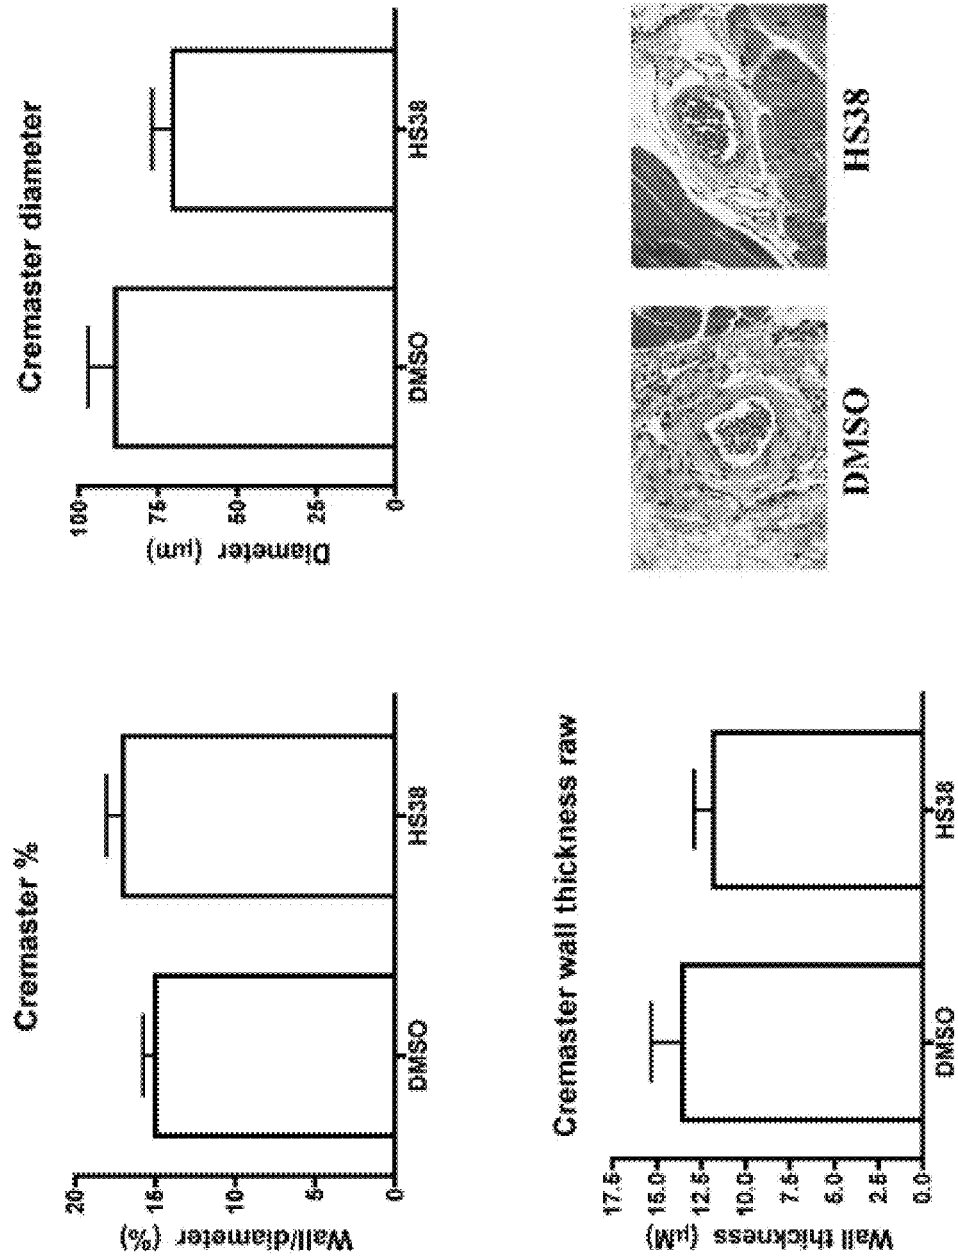 Cremaster %
Wall/diameter (%)
20
15
10
5
0
DMSO
HS38
Cremaster diameter
Diameter (μm)
100
75
50
25
0
DMSO
HS38
Cremaster wall thickness raw
Wall thickness (μM)
17.5
15.0
12.5
10.0
7.5
5.0
2.5
0.0
DMSO
HS38
DMSO
HS38